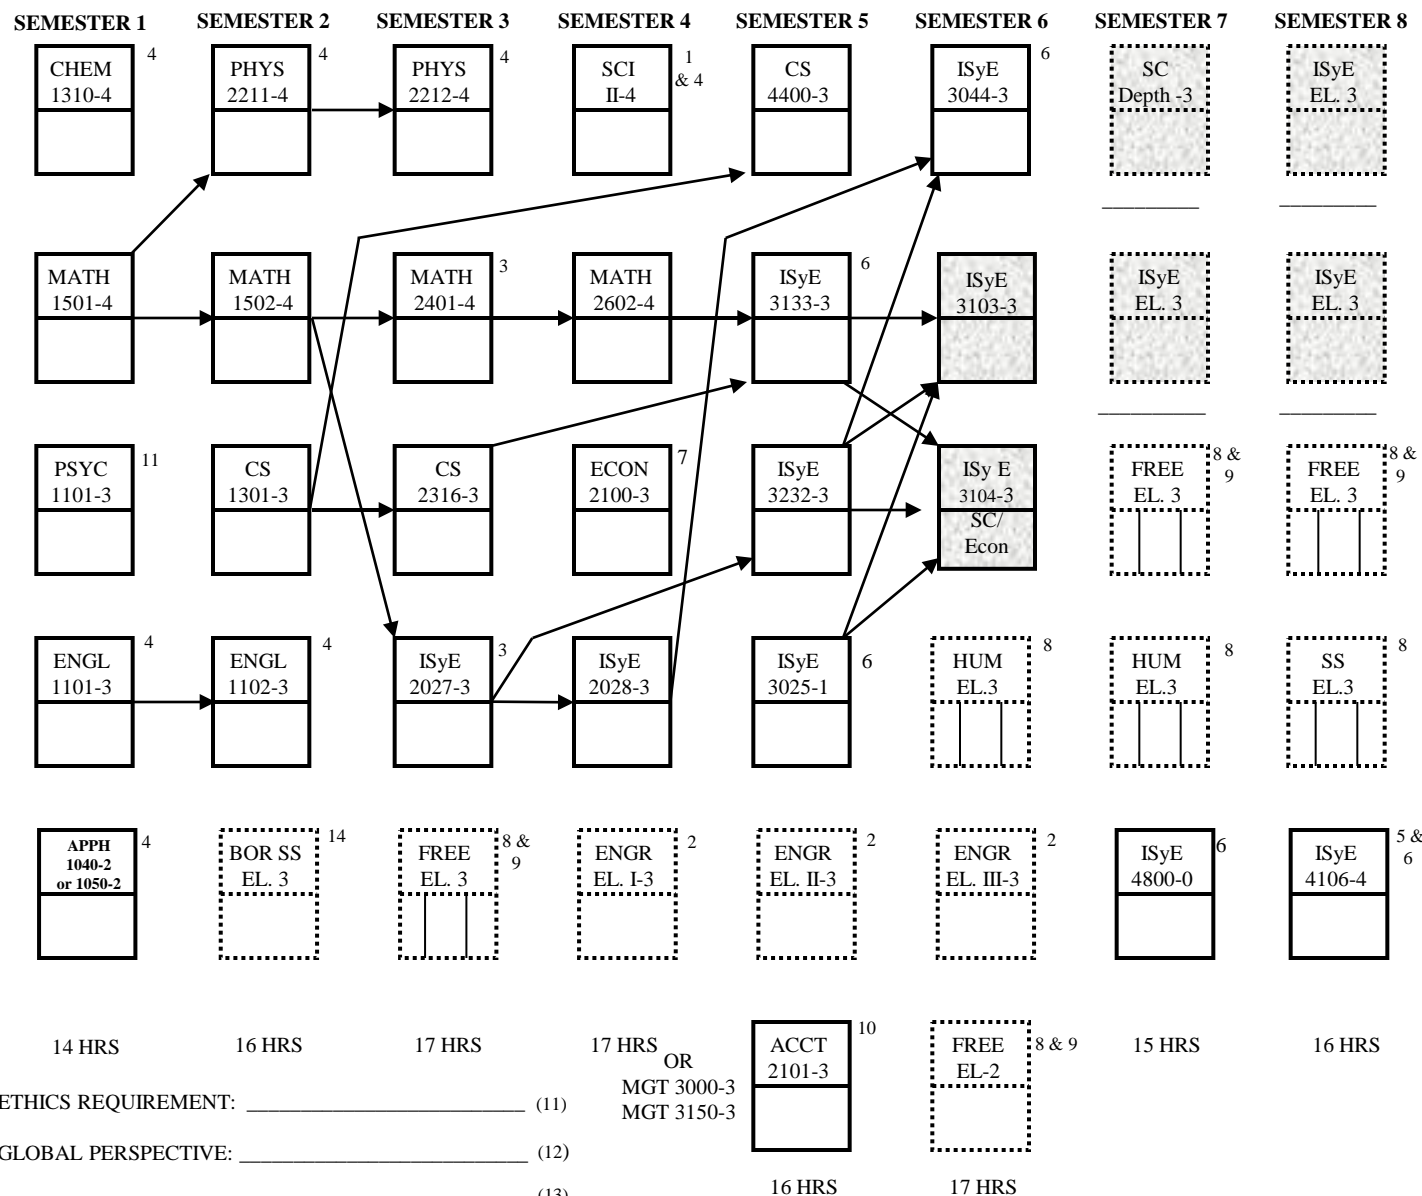 SEMESTER 1 SEMESTER 2 SEMESTER 3 SEMESTER 4 SEMESTER 5 SEMESTER 6 SEMESTER 7 SEMESTER 8
CHEM
1310-4
4
PHYS
2211-4
4
PHYS
2212-4
4
SCI
II-4
1
& 4
CS
4400-3
ISyE
3044-3
6
SC
Depth -3
_________
ISyE
EL. 3
_________
MATH
1501-4
MATH
1502-4
MATH
2401-4
3
MATH
2602-4
ISyE
3133-3
6
ISyE
3103-3
ISyE
EL. 3
__________
ISyE
EL. 3
_________
PSYC
1101-3
11
CS
1301-3
CS
2316-3
ECON
2100-3
7
ISyE
3232-3
ISy E
3104-3
SC/
Econ
FREE
EL. 3
8 &
9
FREE
EL. 3
8 &
9
ENGL
1101-3
4
ENGL
1102-3
4
ISyE
2027-3
3
ISyE
2028-3
ISyE
3025-1
6
HUM
EL.3
8
HUM
EL.3
8
SS
EL.3
8
APPH
1040-2
or 1050-2
4
BOR SS
EL. 3
14
FREE
EL. 3
8 &
9
ENGR
EL. I-3
2
ENGR
EL. II-3
2
ENGR
EL. III-3
2
ISyE
4800-0
6
ISyE
4106-4
5 &
6
14 HRS
16 HRS
17 HRS
17 HRS
OR
MGT 3000-3
MGT 3150-3
ACCT
2101-3
10
FREE
EL-2
8 & 9
15 HRS
16 HRS
ETHICS REQUIREMENT: __________________________ (11)
GLOBAL PERSPECTIVE: ___________________________ (12)
(13)
16 HRS
17 HRS